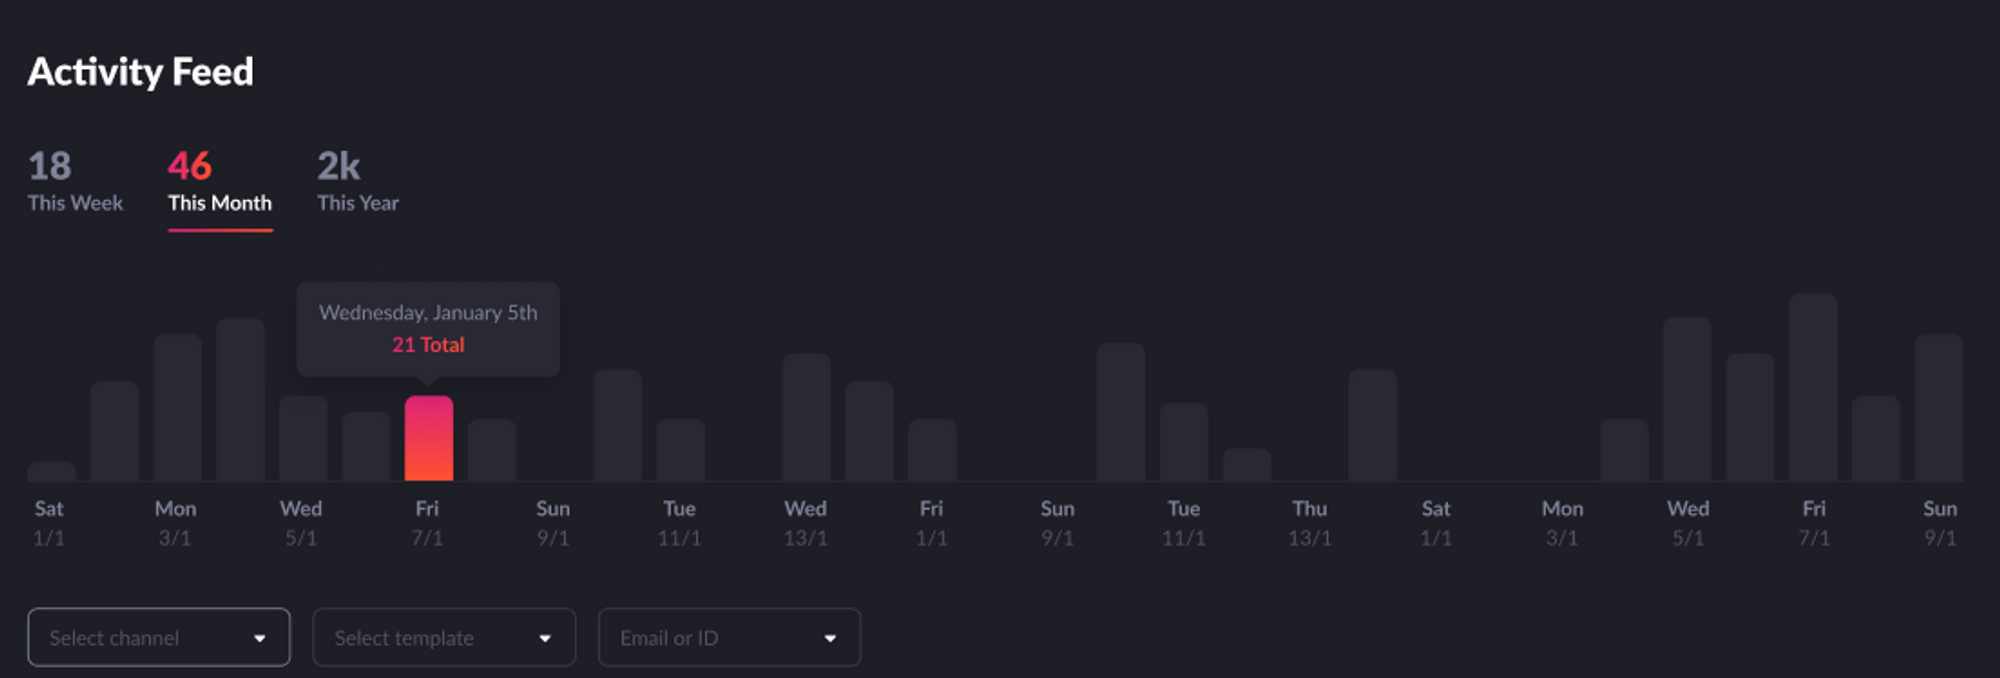 Activity Feed
18 46 2k
This Week This Month This Year
Wednesday, January 5th
21 Total
Sat Mon Wed Fri Sun Tue Wed Fri Sun Tue Thu Sat Mon Wed Fri Sun
1/1 3/1 5/1 7/1 9/1 11/1 13/1 1/1 9/1 11/1 13/1 1/1 3/1 5/1 7/1 9/1
Select channel Select template Email or ID